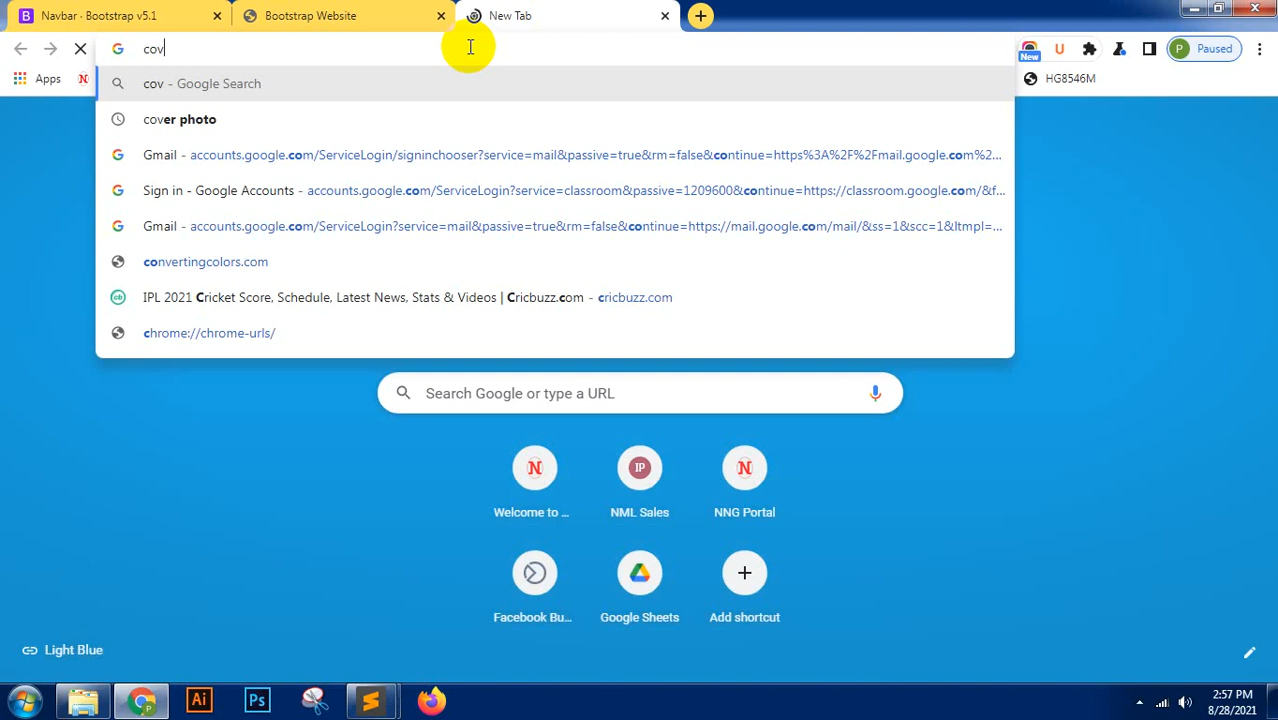 Navbar · Bootstrap v5.1
Bootstrap Website
New Tab
cov
New
U
P
Paused
Apps
N
HG8546M
cov - Google Search
cover photo
Gmail - accounts.google.com/ServiceLogin/signinchooser?service=mail&passive=true&rm=false&continue=https%3A%2F%2Fmail.google.com%2...
Sign in - Google Accounts - accounts.google.com/ServiceLogin?service=classroom&passive=1209600&continue=https://classroom.google.com/&f...
Gmail - accounts.google.com/ServiceLogin?service=mail&passive=true&rm=false&continue=https://mail.google.com/mail/&ss=1&scc=1&ltmpl=...
convertingcolors.com
IPL 2021 Cricket Score, Schedule, Latest News, Stats & Videos | Cricbuzz.com - cricbuzz.com
chrome://chrome-urls/
Search Google or type a URL
N
IP
N
Welcome to ...
NML Sales
NNG Portal
Facebook Bu...
Google Sheets
Add shortcut
Light Blue
Ai
Ps
2:57 PM
8/28/2021